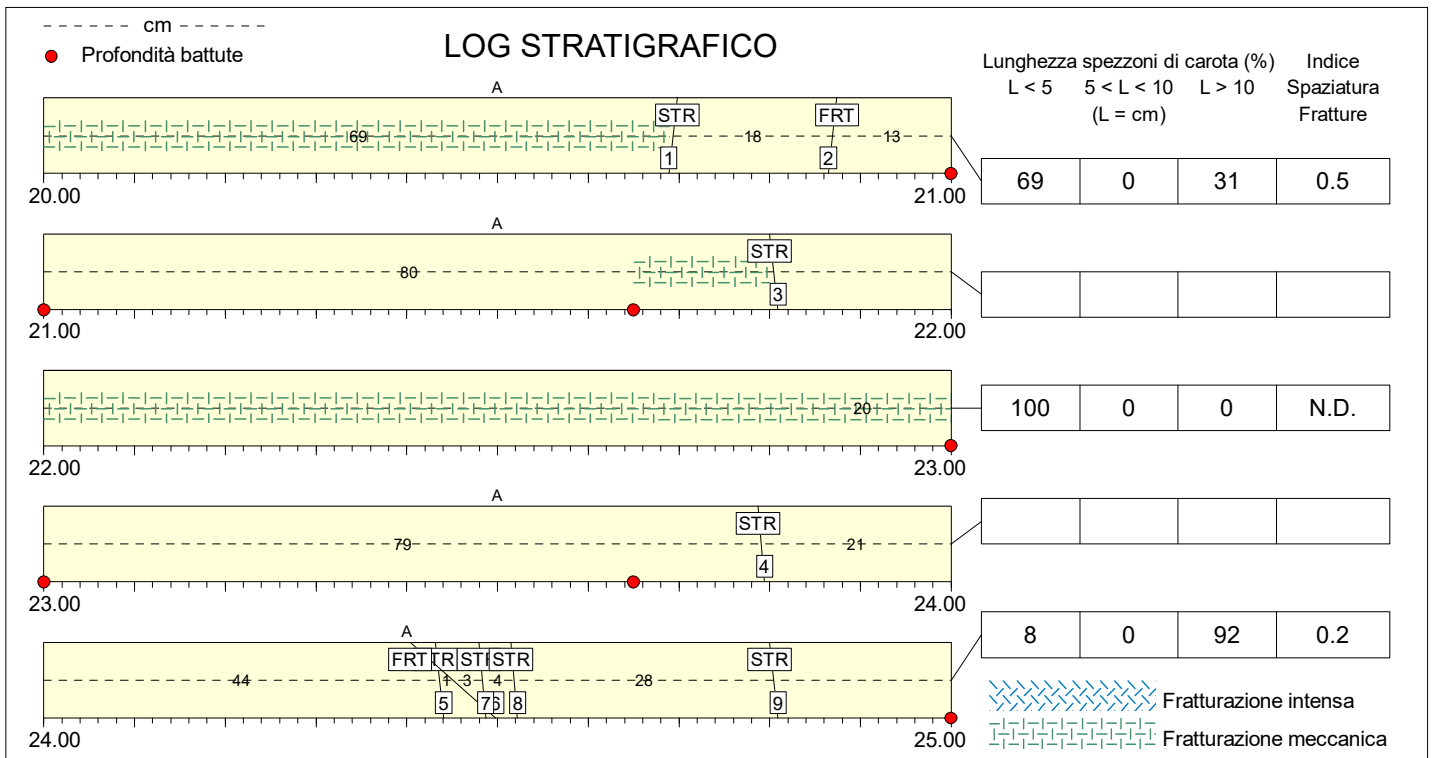 cm
Profondità battute
LOG STRATIGRAFICO
Lunghezza spezzoni di carota (%)
Indice Spaziatura Fratture
L < 5 5 < L < 10 L > 10
(L = cm)
A
STR FRT
69 18 13
1 2
20.00 21.00
69 0 31 0.5
A
STR
80
3
21.00 22.00
20
22.00 23.00
100 0 0 N.D.
A
STR
79 21
4
23.00 24.00
A
FRT STR STR STR
44 1 3 4 28
5 7 6 8 9
24.00 25.00
8 0 92 0.2
Fratturazione intensa
Fratturazione meccanica